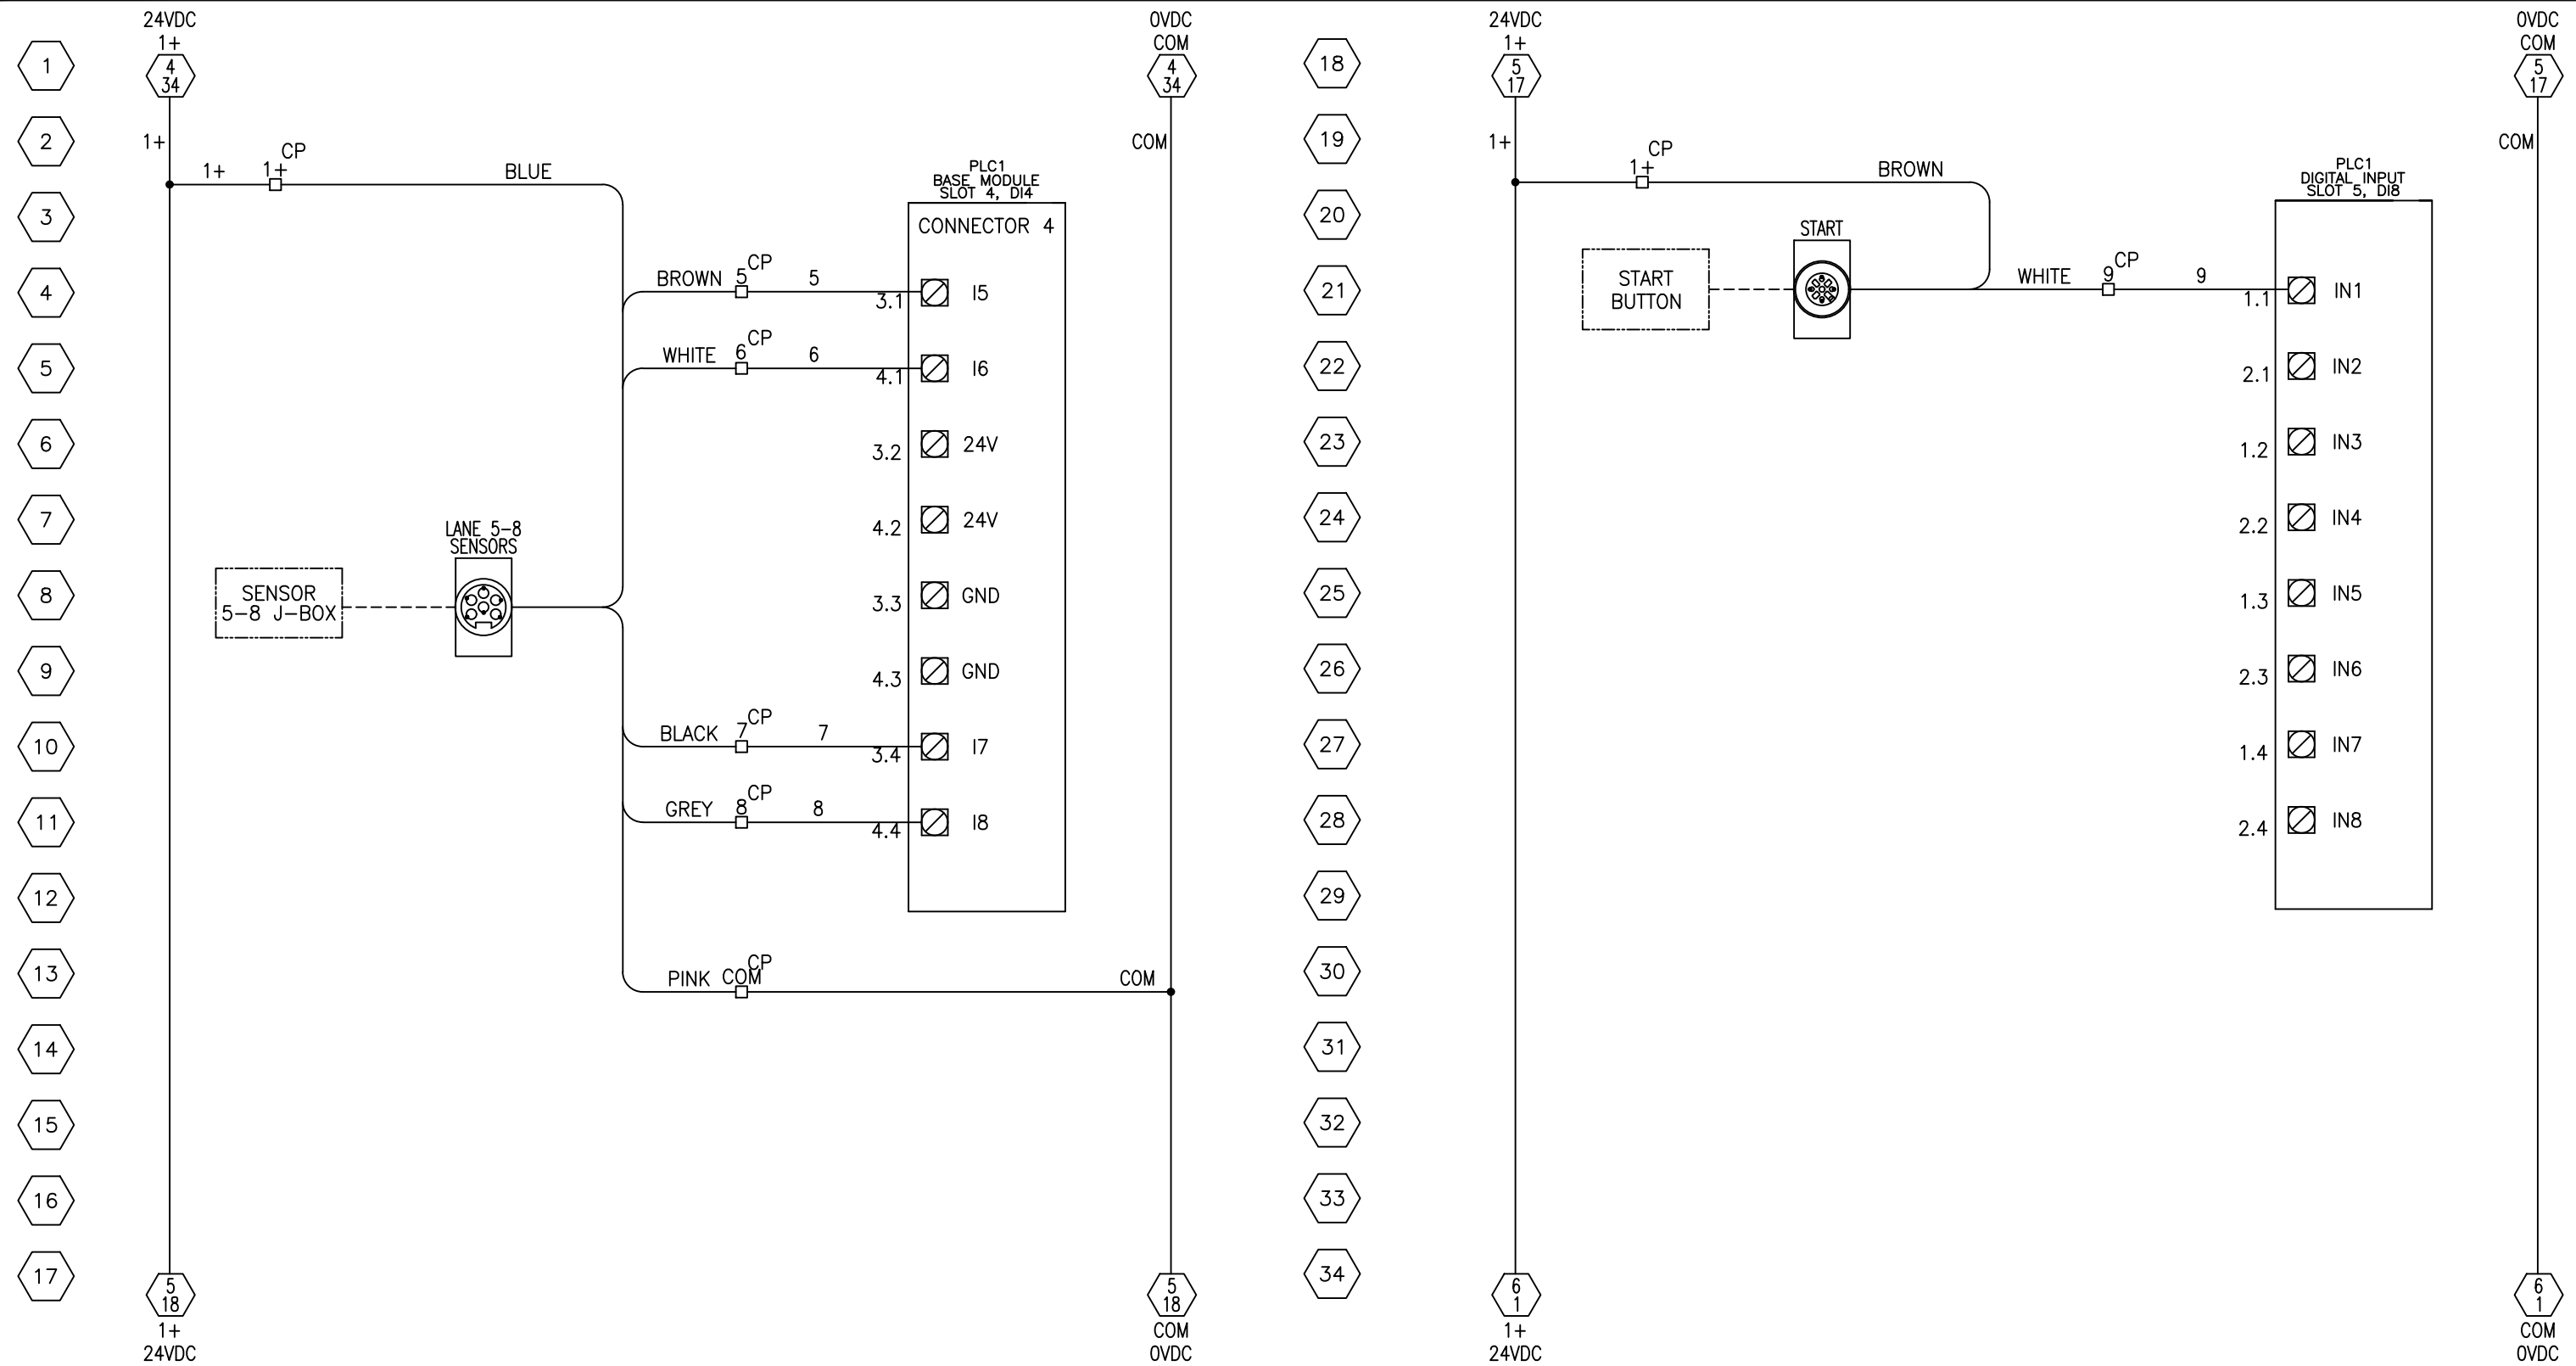 24VDC
1+
4
34
0VDC
COM
4
34
1
2
3
4
5
6
7
8
9
10
11
12
13
14
15
16
17
1+
1+
1+
CP
BLUE
COM
PLC1
BASE MODULE
SLOT 4, DI4
CONNECTOR 4
BROWN
5
CP
5
3.1
I5
WHITE
6
CP
6
4.1
I6
3.2
24V
4.2
24V
LANE 5-8
SENSORS
SENSOR
5-8 J-BOX
3.3
GND
4.3
GND
BLACK
7
CP
7
3.4
I7
GREY
8
CP
8
4.4
I8
PINK
COM
CP
COM
5
18
1+
24VDC
5
18
COM
0VDC
24VDC
1+
5
17
0VDC
COM
5
17
18
19
20
21
22
23
24
25
26
27
28
29
30
31
32
33
34
1+
1+
CP
BROWN
COM
PLC1
DIGITAL INPUT
SLOT 5, DI8
START
START
BUTTON
WHITE
9
CP
9
1.1
IN1
2.1
IN2
1.2
IN3
2.2
IN4
1.3
IN5
2.3
IN6
1.4
IN7
2.4
IN8
6
1
1+
24VDC
6
1
COM
0VDC